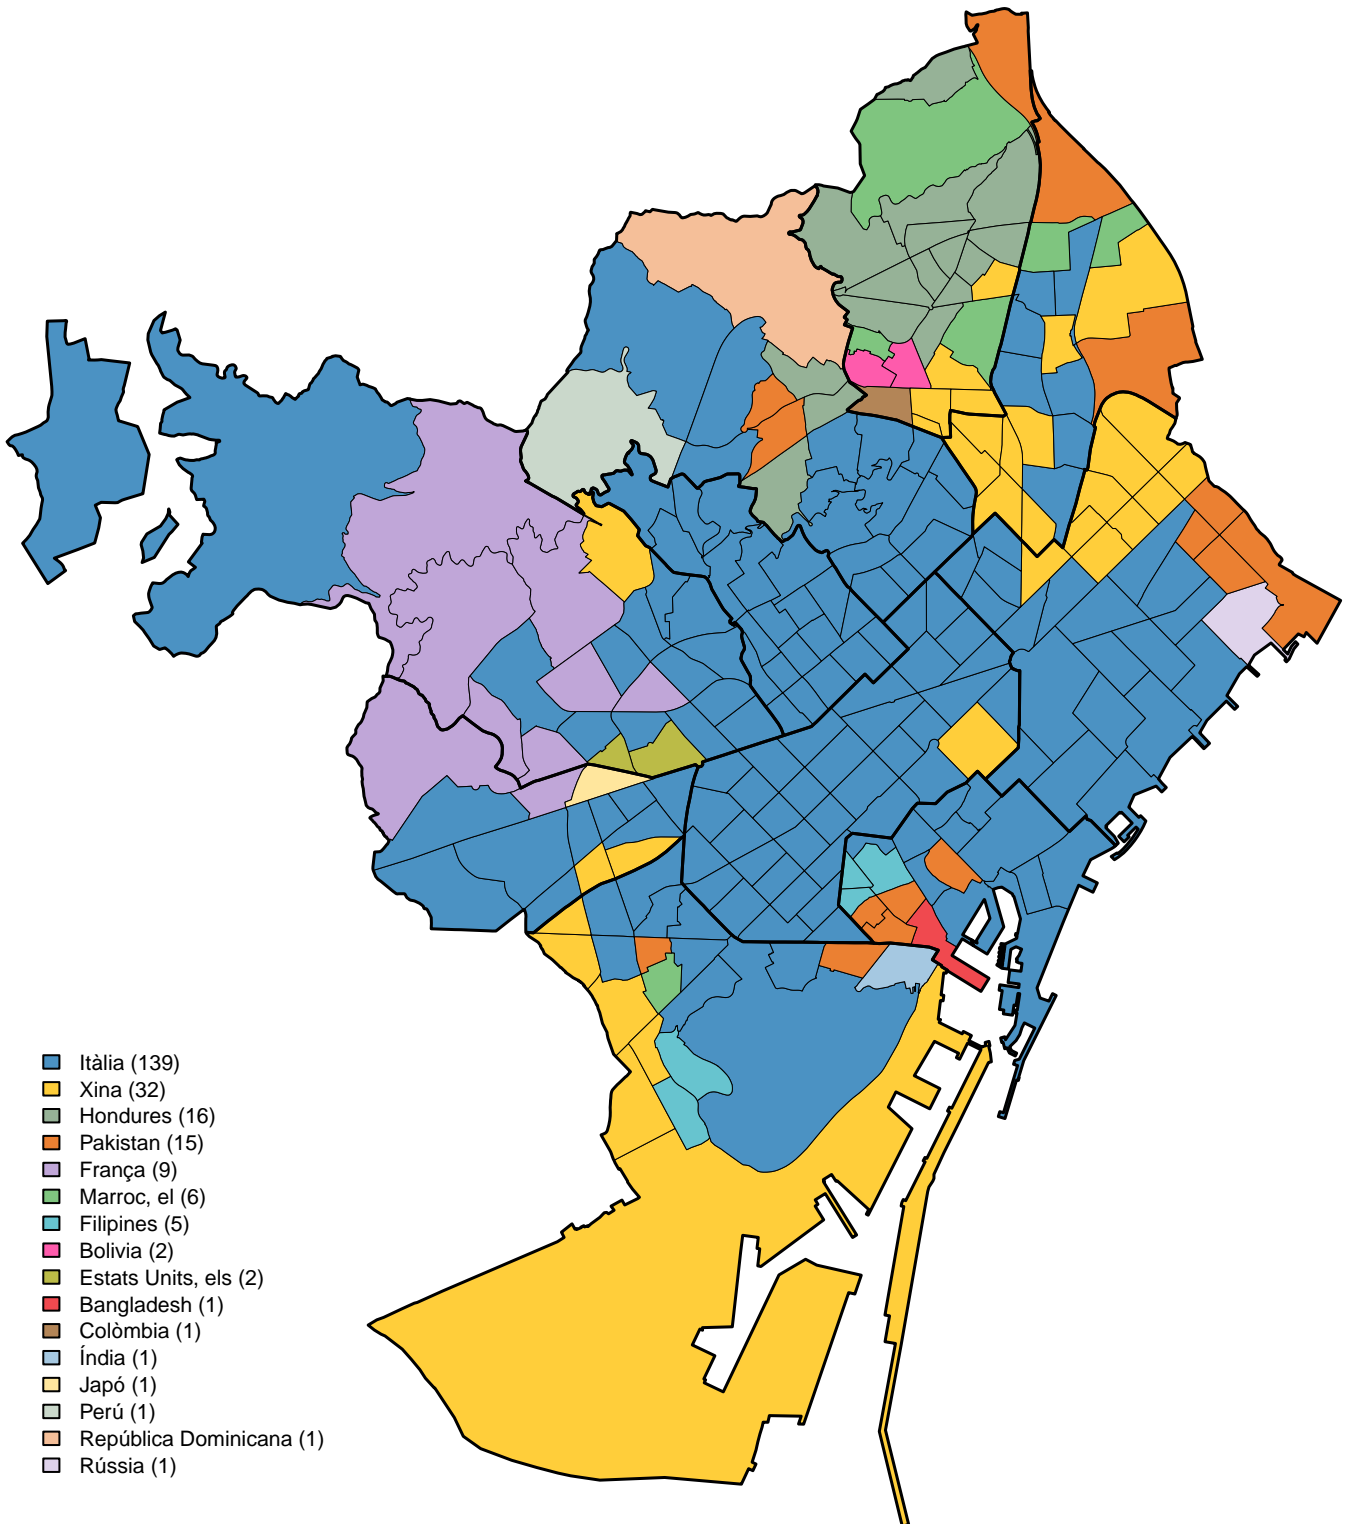 Itàlia (139)
Xina (32)
Hondures (16)
Pakistan (15)
França (9)
Marroc, el (6)
Filipines (5)
Bolivia (2)
Estats Units, els (2)
Bangladesh (1)
Colòmbia (1)
Índia (1)
Japó (1)
Perú (1)
República Dominicana (1)
Rússia (1)